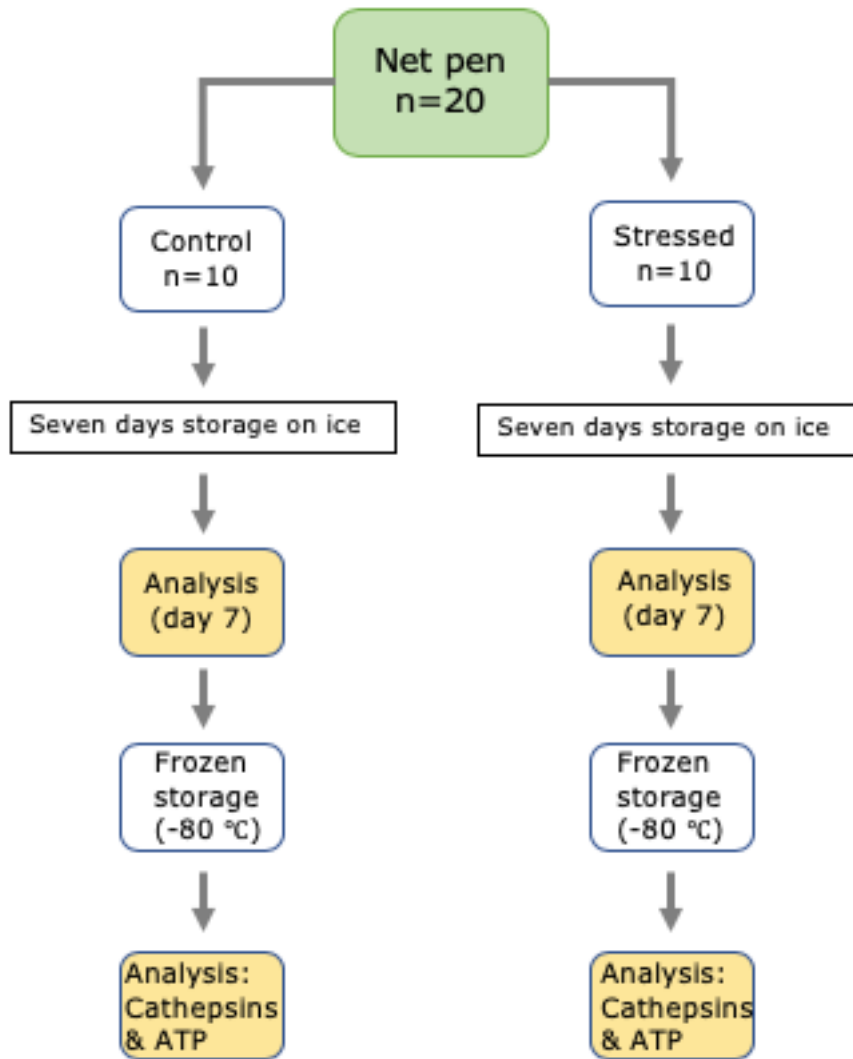 Net pen
n=20
Control
n=10
Stressed
n=10
Seven days storage on ice
Seven days storage on ice
Analysis
(day 7)
Analysis
(day 7)
Frozen
storage
(-80 ℃)
Frozen
storage
(-80 ℃)
Analysis:
Cathepsins
& ATP
Analysis:
Cathepsins
& ATP